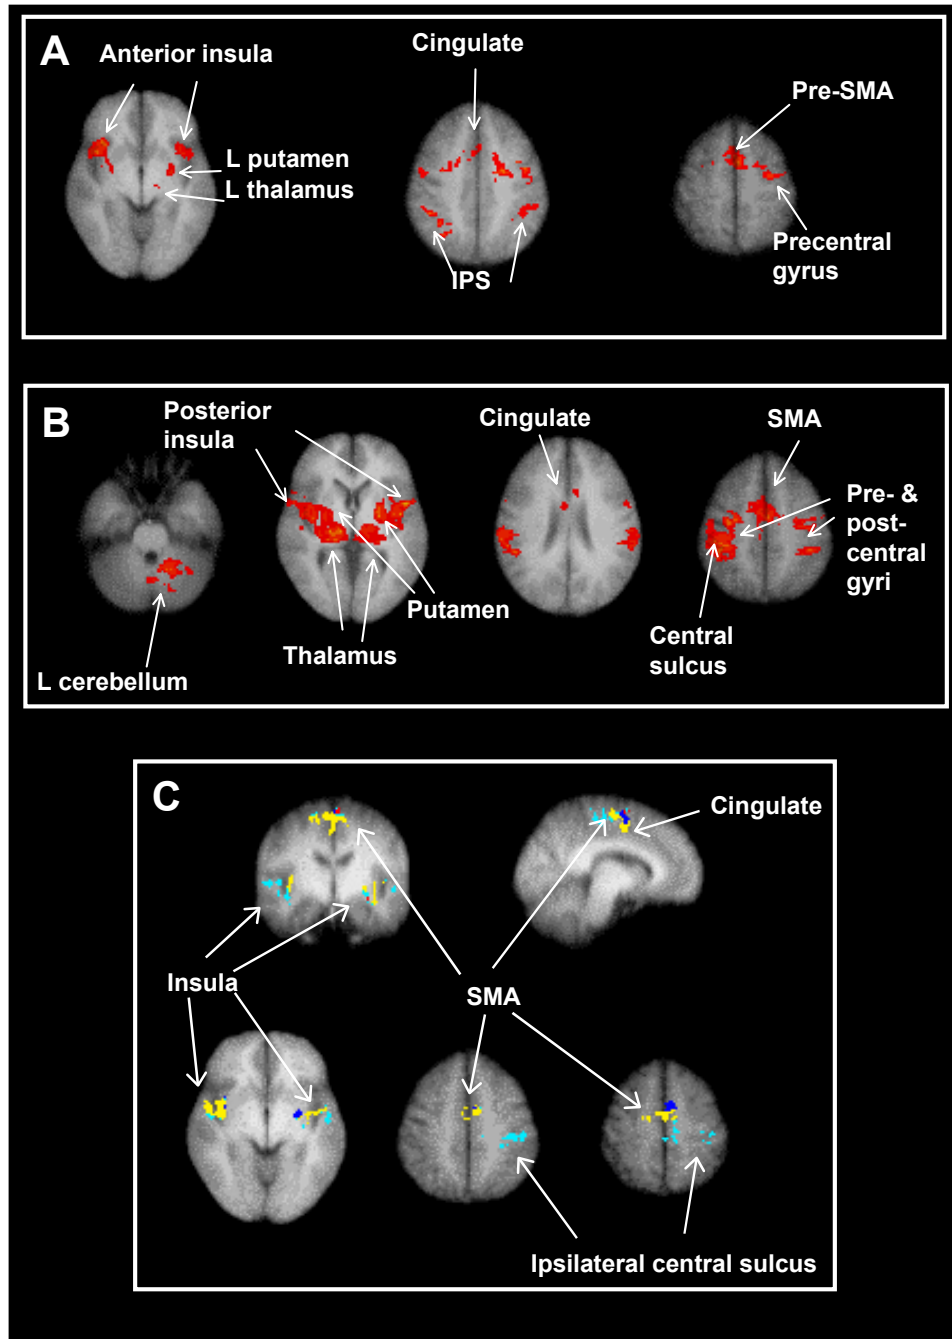 A
Anterior insula
L putamen
L thalamus
Cingulate
IPS
Pre-SMA
Precentral
gyrus
B
Posterior
insula
L cerebellum
Thalamus
Putamen
Cingulate
SMA
Pre- &
post-
central
gyri
Central
sulcus
C
Cingulate
Insula
SMA
Ipsilateral central sulcus